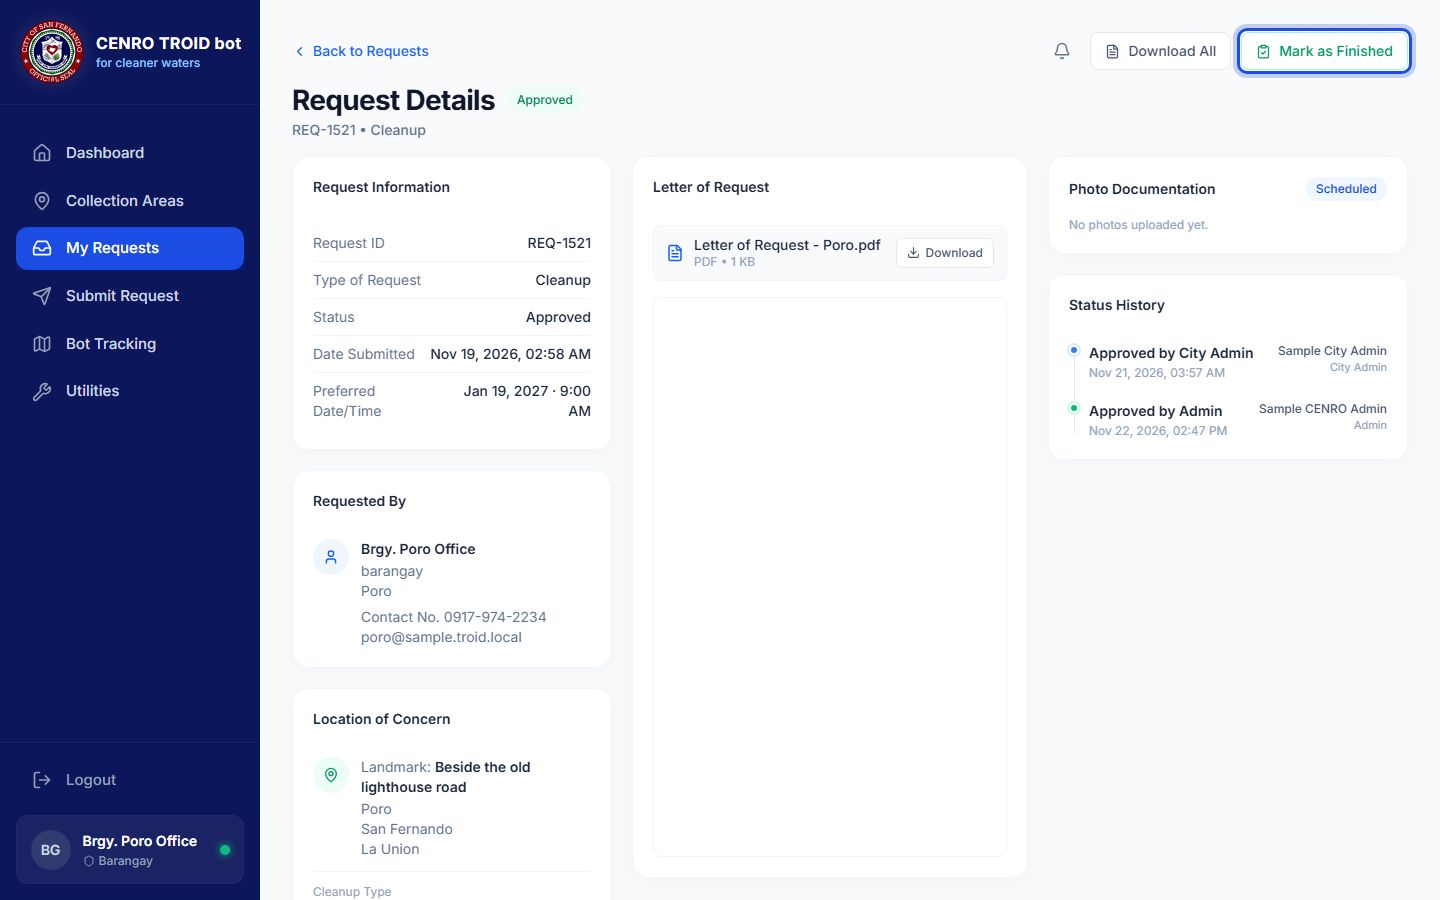 CITY OF SAN FERNANDO
OFFICIAL SEAL
CENRO TROID bot
for cleaner waters
Dashboard
Collection Areas
My Requests
Submit Request
Bot Tracking
Utilities
Logout
BG
Brgy. Poro Office
Barangay
Back to Requests
Download All
Mark as Finished
Request Details
Approved
REQ-1521 • Cleanup
Request Information
Request ID REQ-1521
Type of Request Cleanup
Status Approved
Date Submitted Nov 19, 2026, 02:58 AM
Preferred Date/Time Jan 19, 2027 · 9:00 AM
Requested By
Brgy. Poro Office
barangay
Poro
Contact No. 0917-974-2234
poro@sample.troid.local
Location of Concern
Landmark: Beside the old
lighthouse road
Poro
San Fernando
La Union
Cleanup Type
Letter of Request
Letter of Request - Poro.pdf
PDF • 1 KB
Download
Photo Documentation
Scheduled
No photos uploaded yet.
Status History
Approved by City Admin
Sample City Admin
Nov 21, 2026, 03:57 AM
City Admin
Approved by Admin
Sample CENRO Admin
Nov 22, 2026, 02:47 PM
Admin